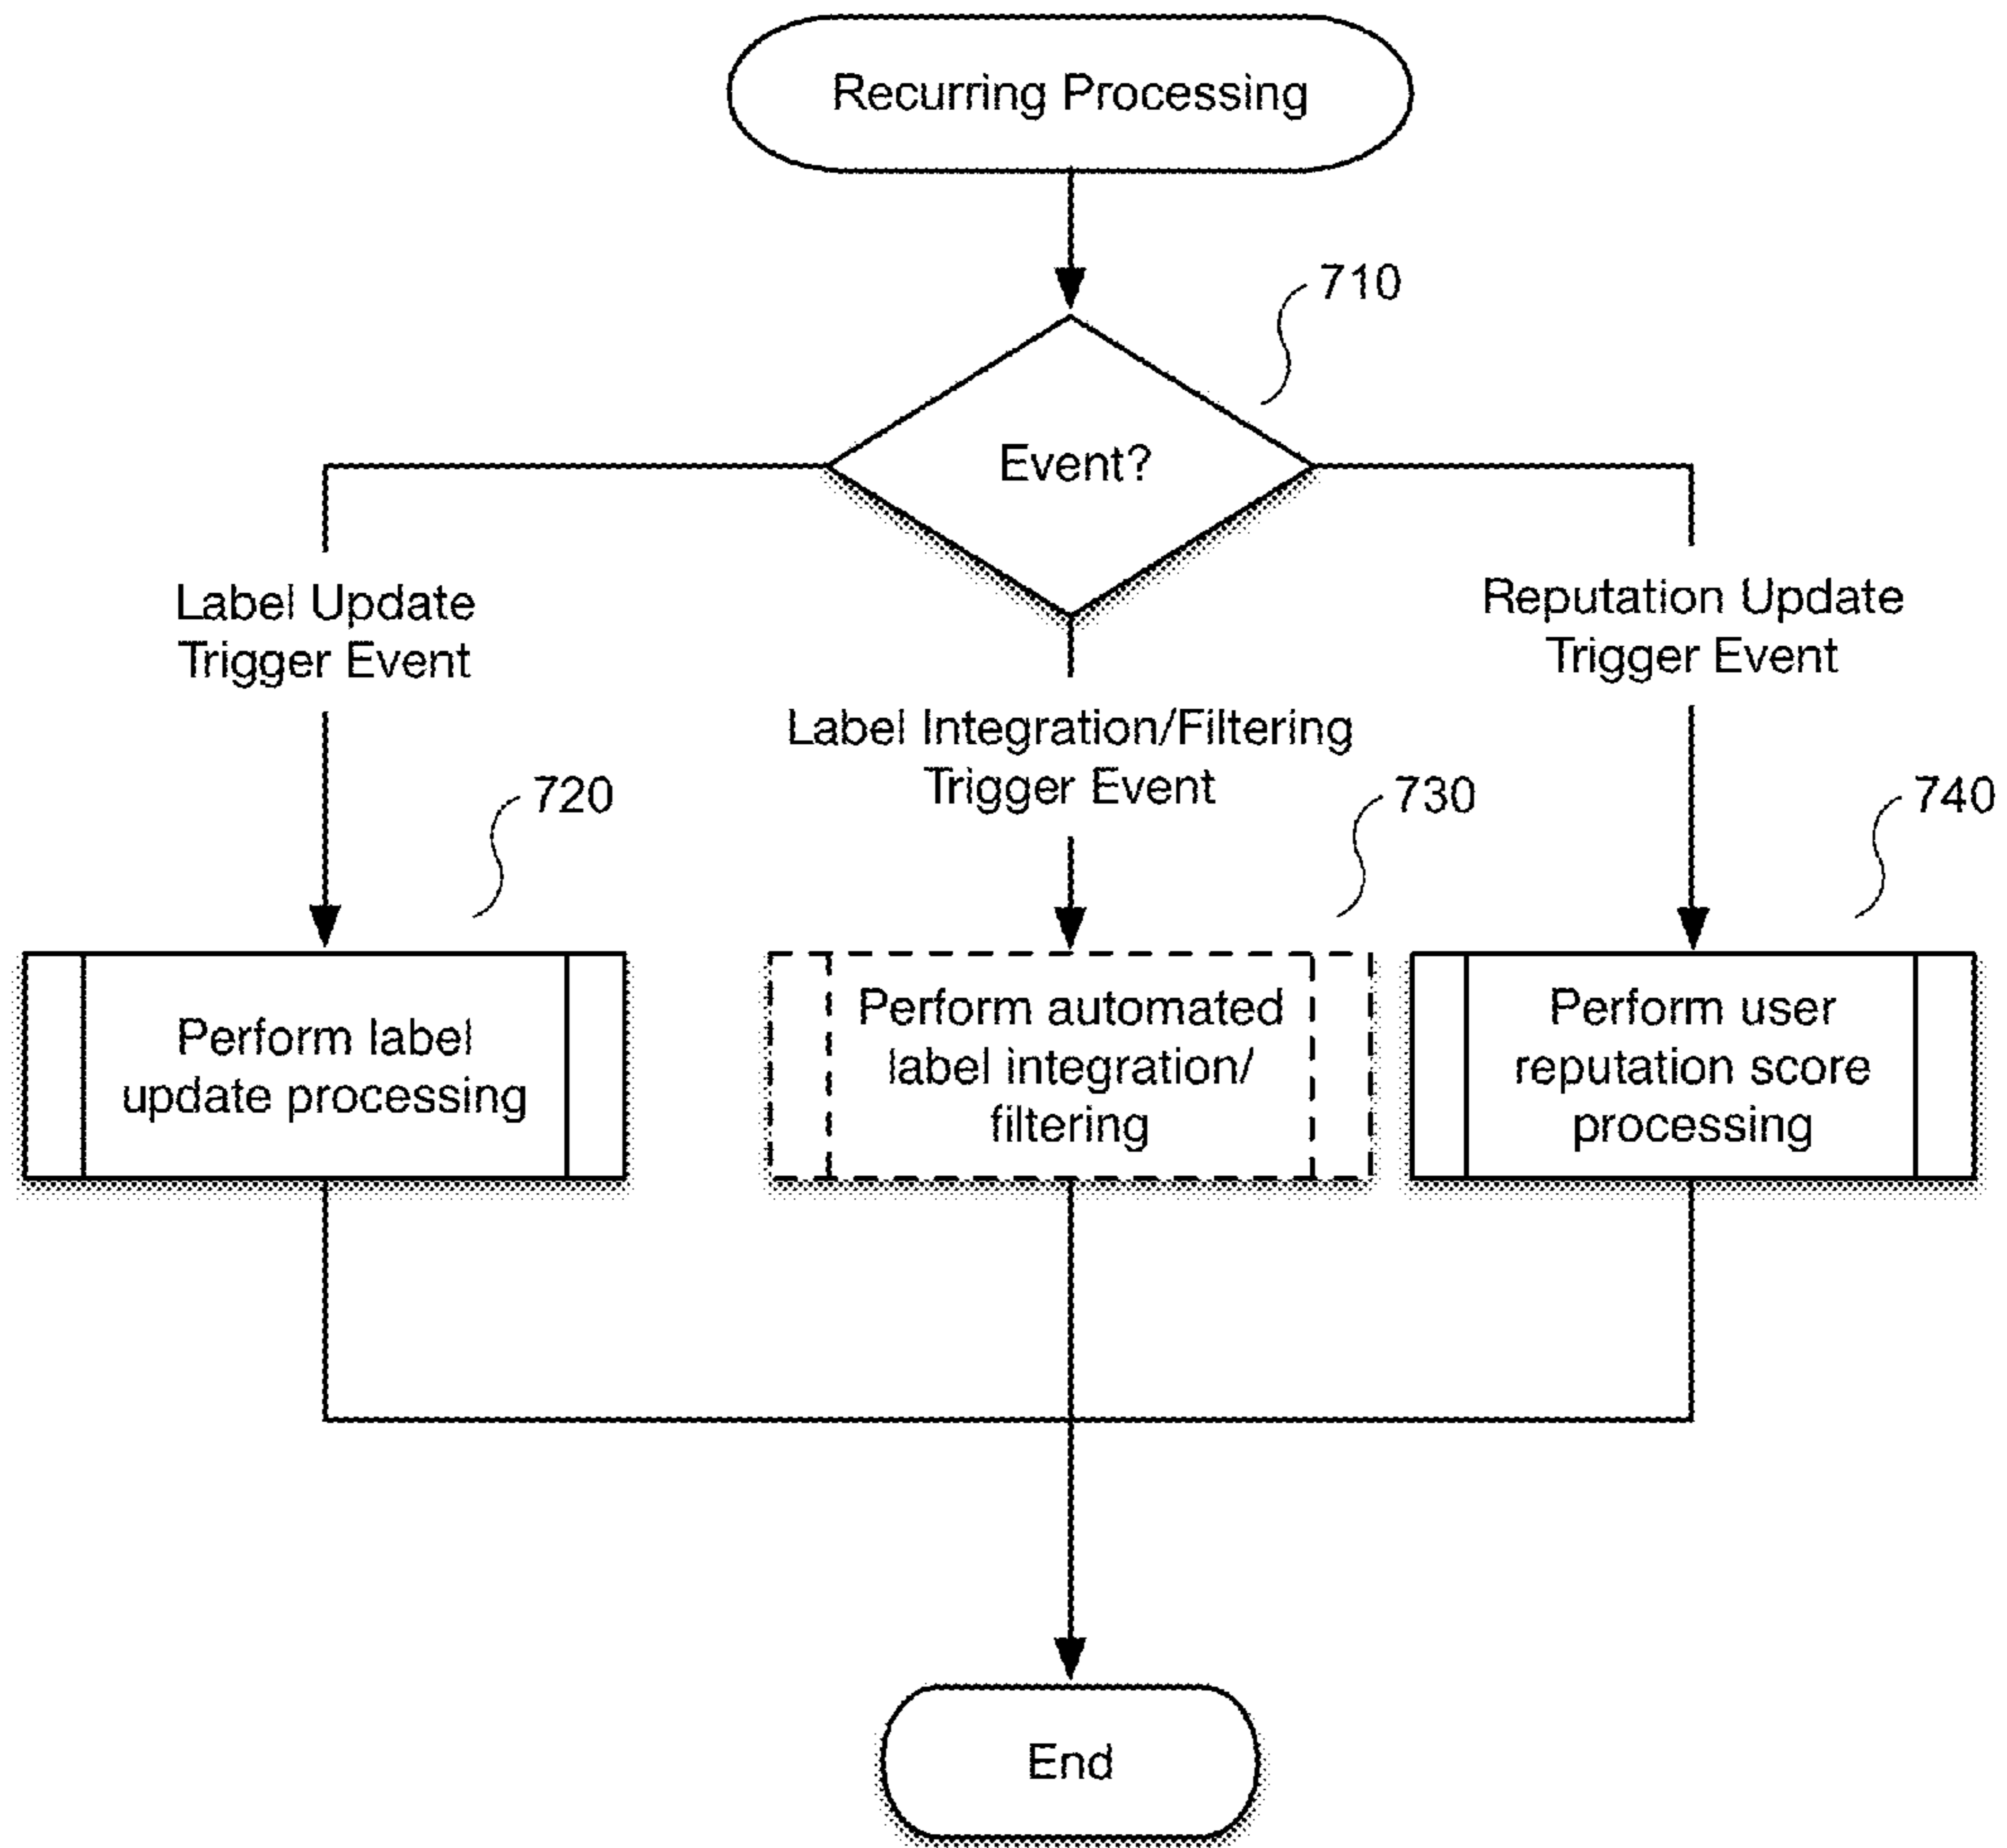 Recurring Processing
710
Event?
Label Update
Trigger Event
Label Integration/Filtering
Trigger Event
Reputation Update
Trigger Event
720
730
740
Perform label
update processing
Perform automated
label integration/
filtering
Perform user
reputation score
processing
End